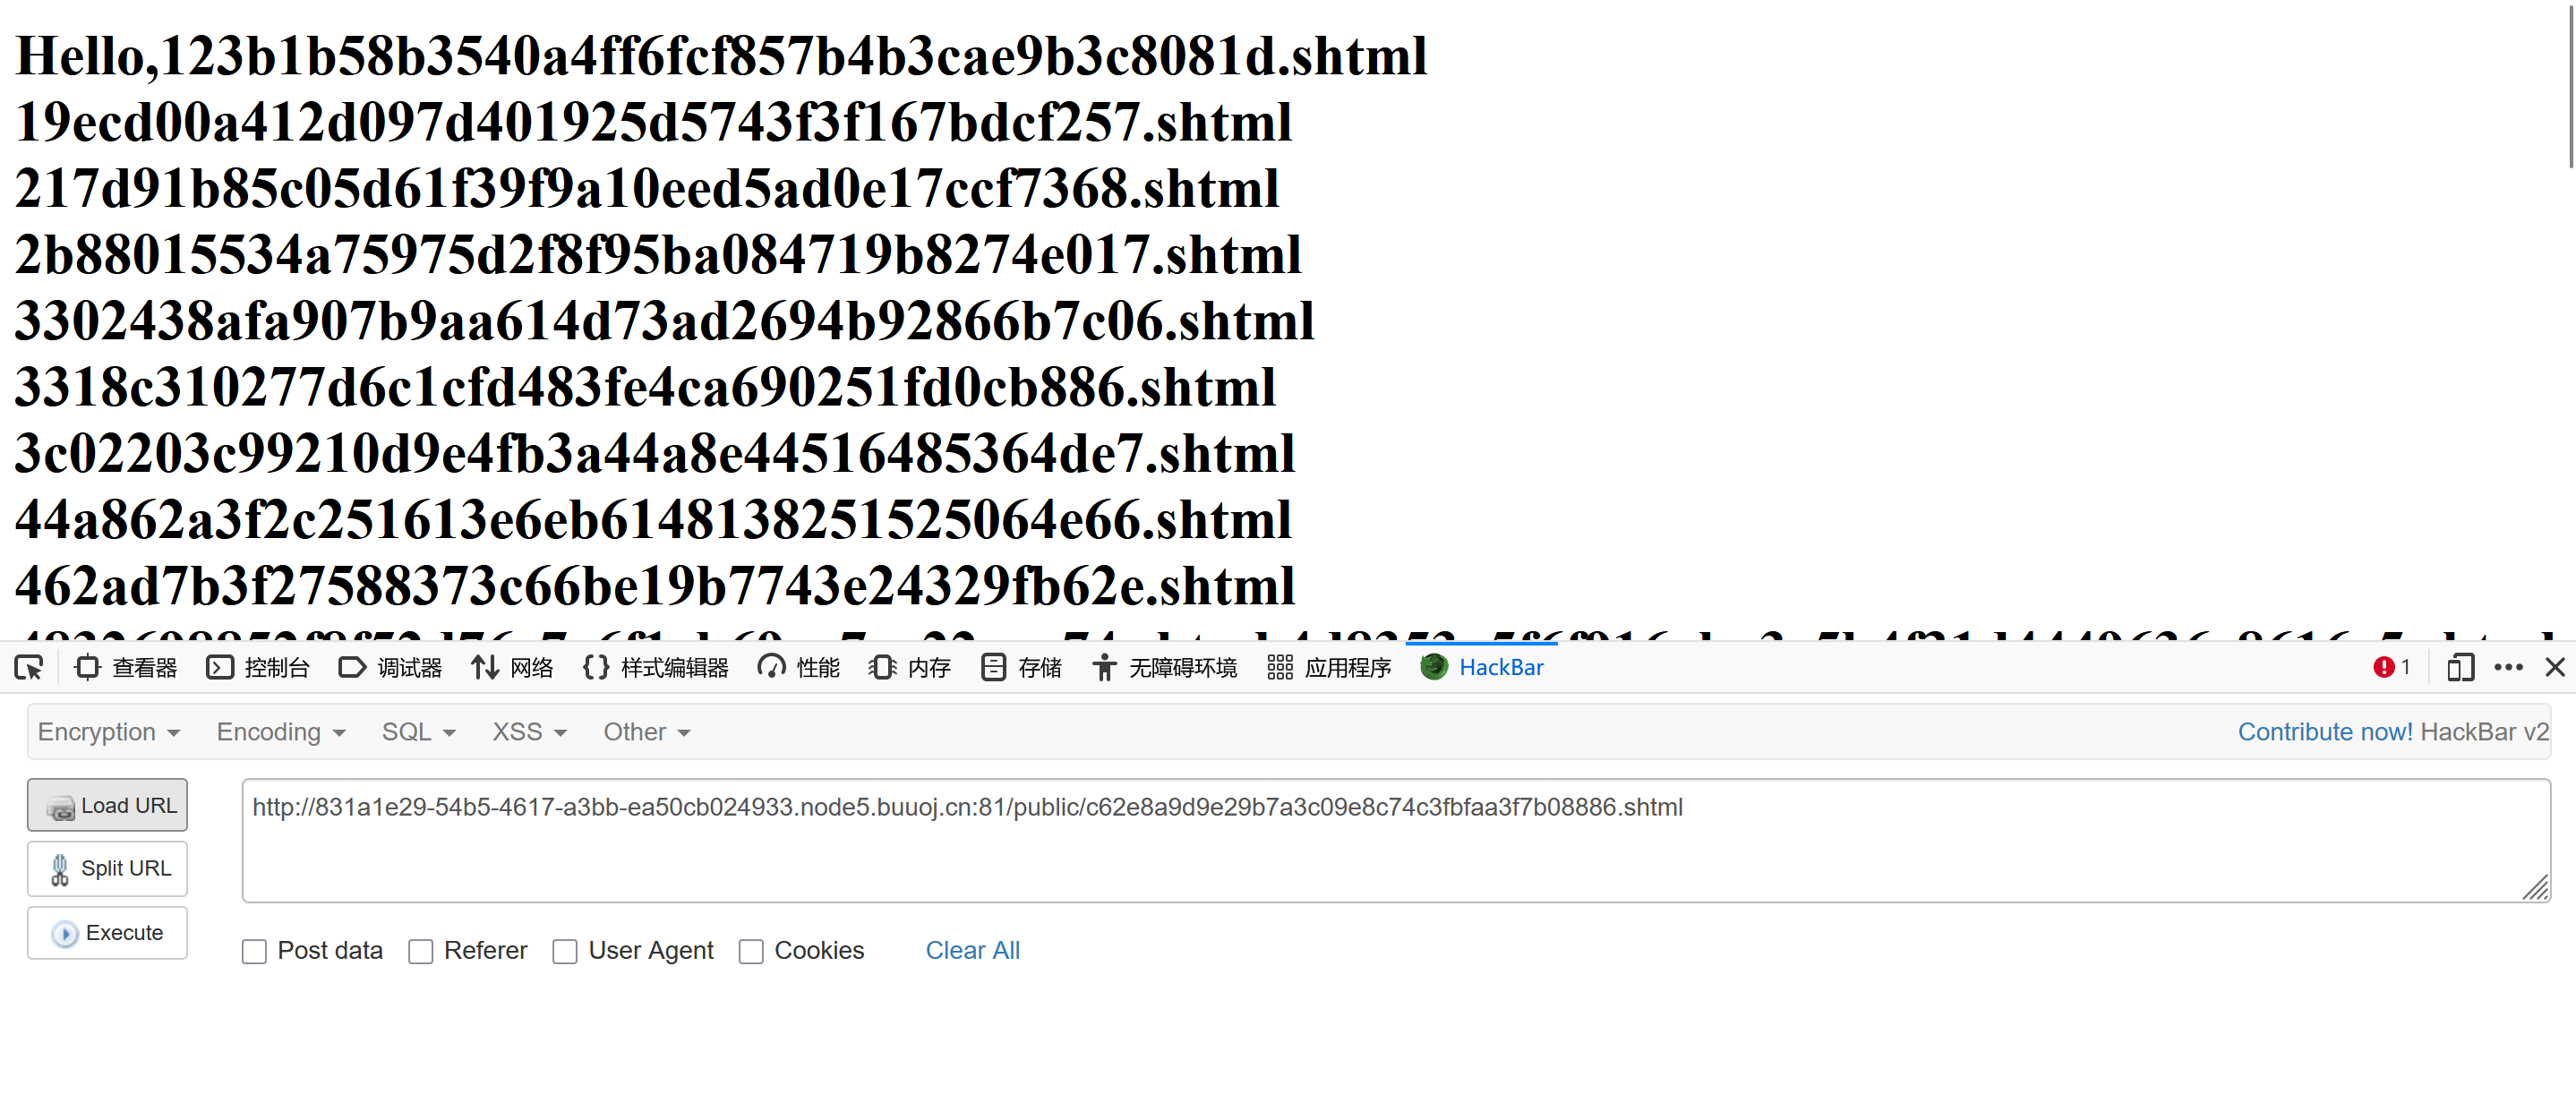 Hello,123b1b58b3540a4ff6fcf857b4b3cae9b3c8081d.shtml
19ecd00a412d097d401925d5743f3f167bdcf257.shtml
217d91b85c05d61f39f9a10eed5ad0e17ccf7368.shtml
2b88015534a75975d2f8f95ba084719b8274e017.shtml
3302438afa907b9aa614d73ad2694b92866b7c06.shtml
3318c310277d6c1cfd483fe4ca690251fd0cb886.shtml
3c02203c99210d9e4fb3a44a8e44516485364de7.shtml
44a862a3f2c251613e6eb6148138251525064e66.shtml
462ad7b3f27588373c66be19b7743e24329fb62e.shtml
查看器 控制台 调试器 网络 {} 样式编辑器 性能 内存 存储 无障碍环境 应用程序 HackBar 1
Encryption Encoding SQL XSS Other Contribute now! HackBar v2
Load URL http://831a1e29-54b5-4617-a3bb-ea50cb024933.node5.buuoj.cn:81/public/c62e8a9d9e29b7a3c09e8c74c3fbfaa3f7b08886.shtml
Split URL
Execute
Post data Referer User Agent Cookies Clear All